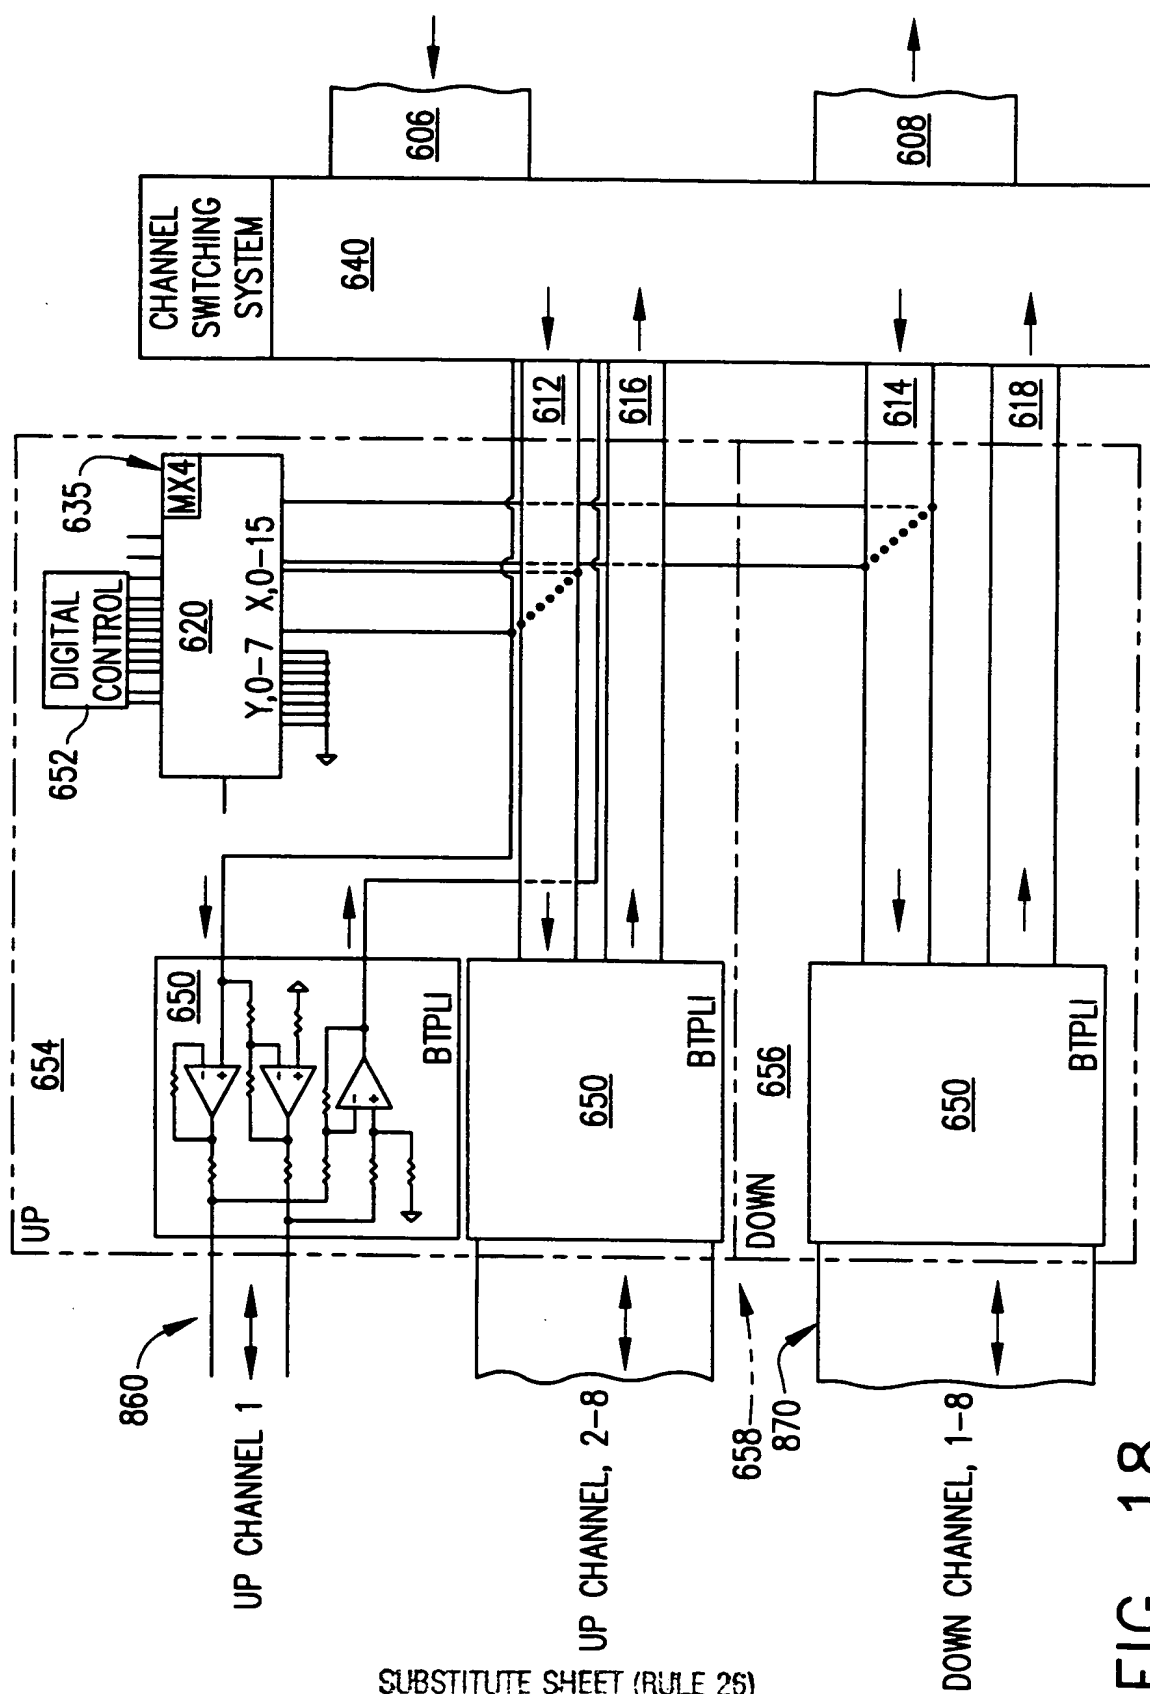 CHANNEL
SWITCHING
SYSTEM
640
606
608
612
616
614
618
635
MX4
DIGITAL
CONTROL
652
620
X,0-15
Y,0-7
654
UP
650
BTPLI
650
BTPLI
656
DOWN
650
BTPLI
860
UP CHANNEL 1
UP CHANNEL, 2-8
658
870
DOWN CHANNEL, 1-8
FIG. 18
SUBSTITUTE SHEET (RULE 26)